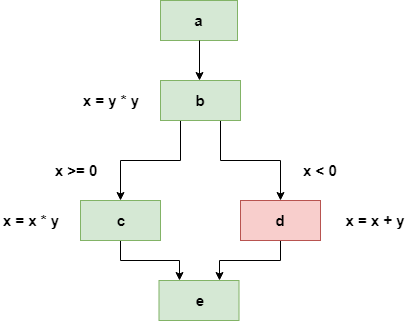 a
x = y * y
b
x >= 0
x < 0
x = x * y
c
d
x = x + y
e